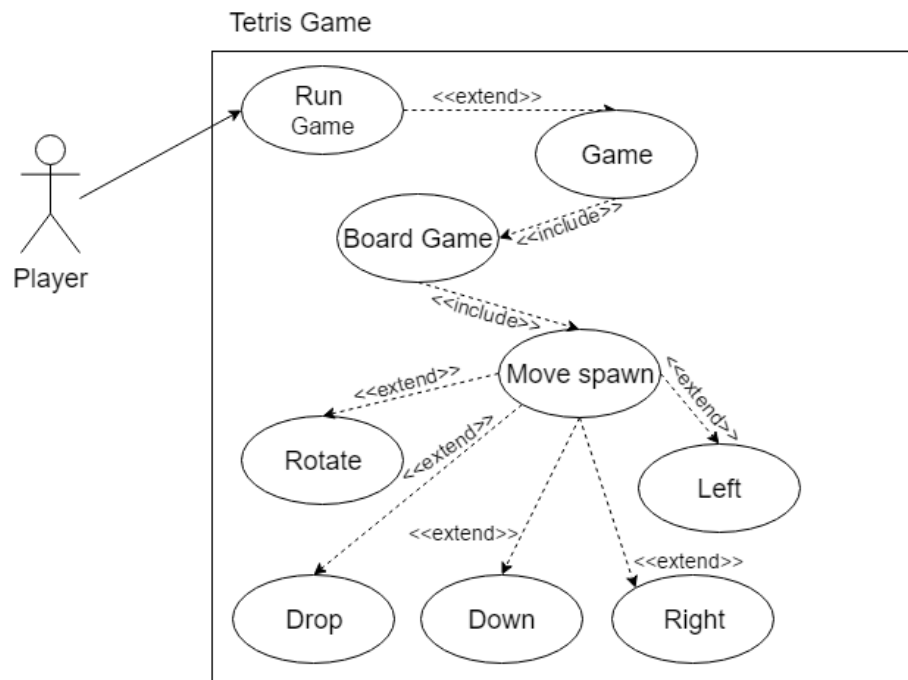 Tetris Game
Run
Game
<<extend>>
Game
<<include>>
Board Game
Player
<<include>>
Move spawn
<<extend>>
<<extend>>
Rotate
<<extend>>
Left
<<extend>>
<<extend>>
Drop
Down
Right